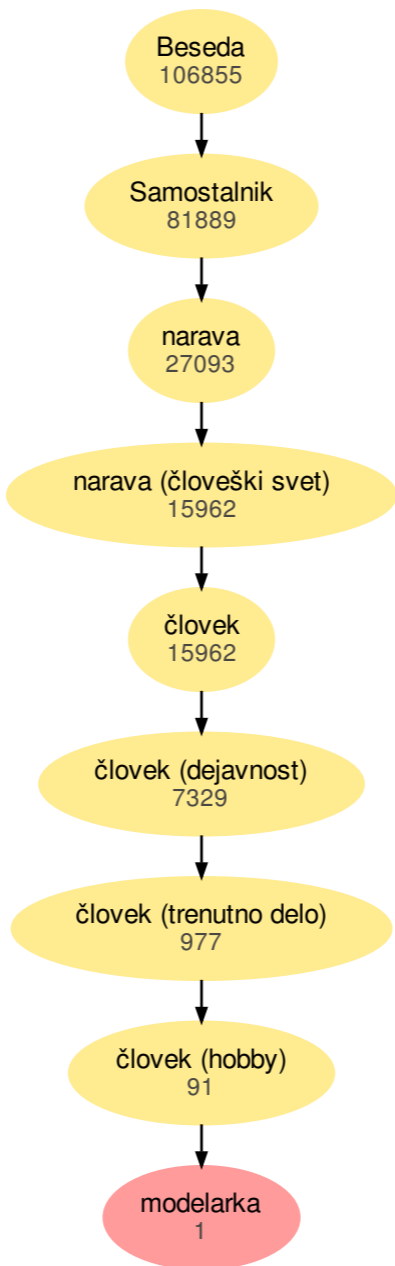 Beseda
106855
Samostalnik
81889
narava
27093
narava (človeški svet)
15962
človek
15962
človek (dejavnost)
7329
človek (trenutno delo)
977
človek (hobby)
91
modelarka
1